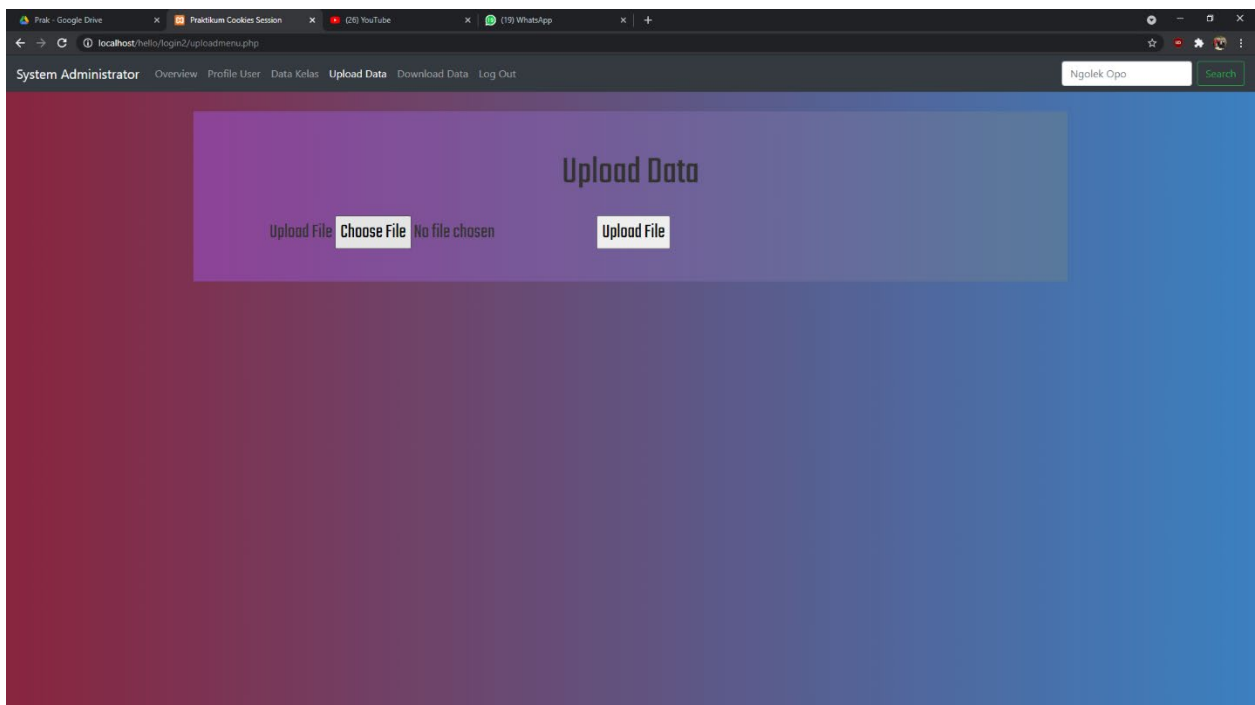 Prak - Google Drive
Praktikum Cookies Session
(26) YouTube
(19) WhatsApp
localhost/hello/login2/uploadmenu.php
System Administrator Overview Profile User Data Kelas Upload Data Download Data Log Out Ngolek Opo Search
Upload Data
Upload File Choose File No file chosen Upload File